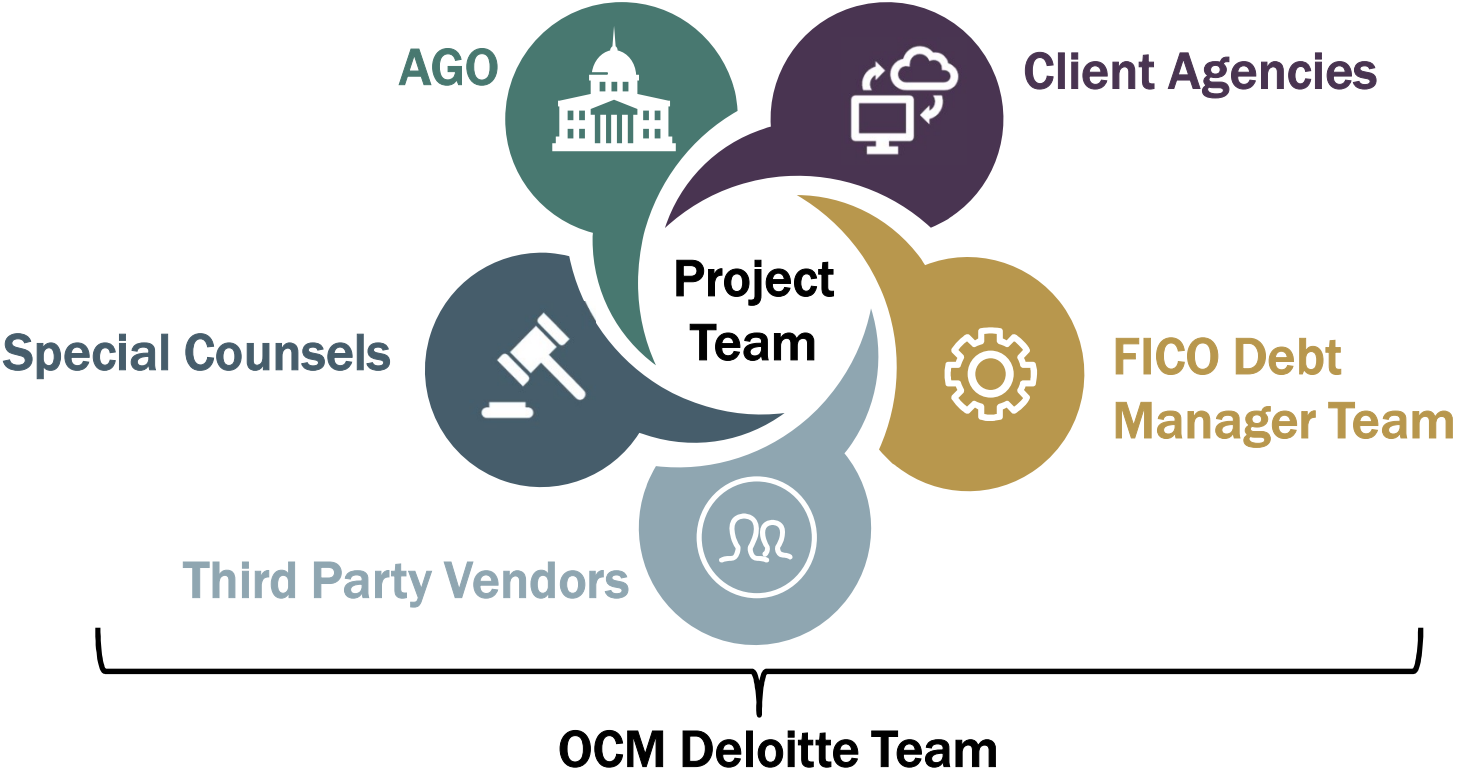 AGO
Client Agencies
Project
Team
Special Counsels
FICO Debt
Manager Team
Third Party Vendors
OCM Deloitte Team